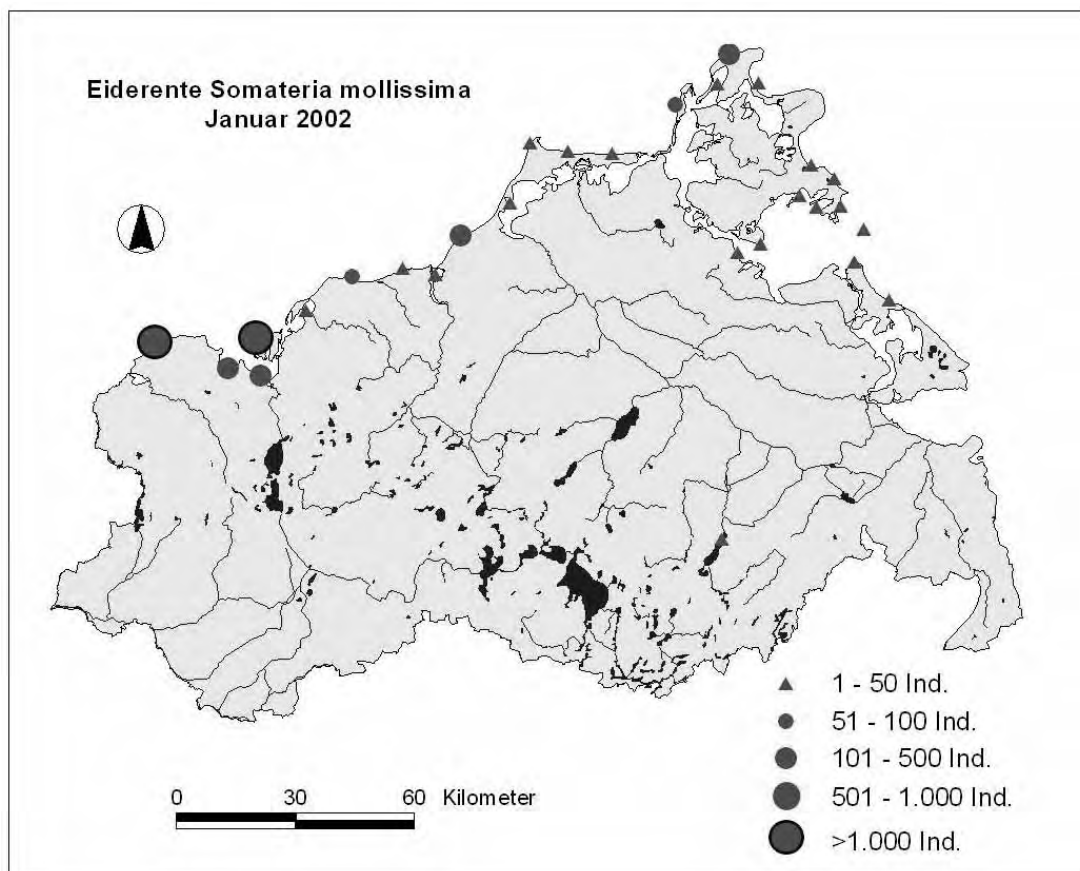 Eiderente Somateria mollissima
Januar 2002
1 - 50 Ind.
51 - 100 Ind.
101 - 500 Ind.
501 - 1.000 Ind.
>1.000 Ind.
0 30 60 Kilometer